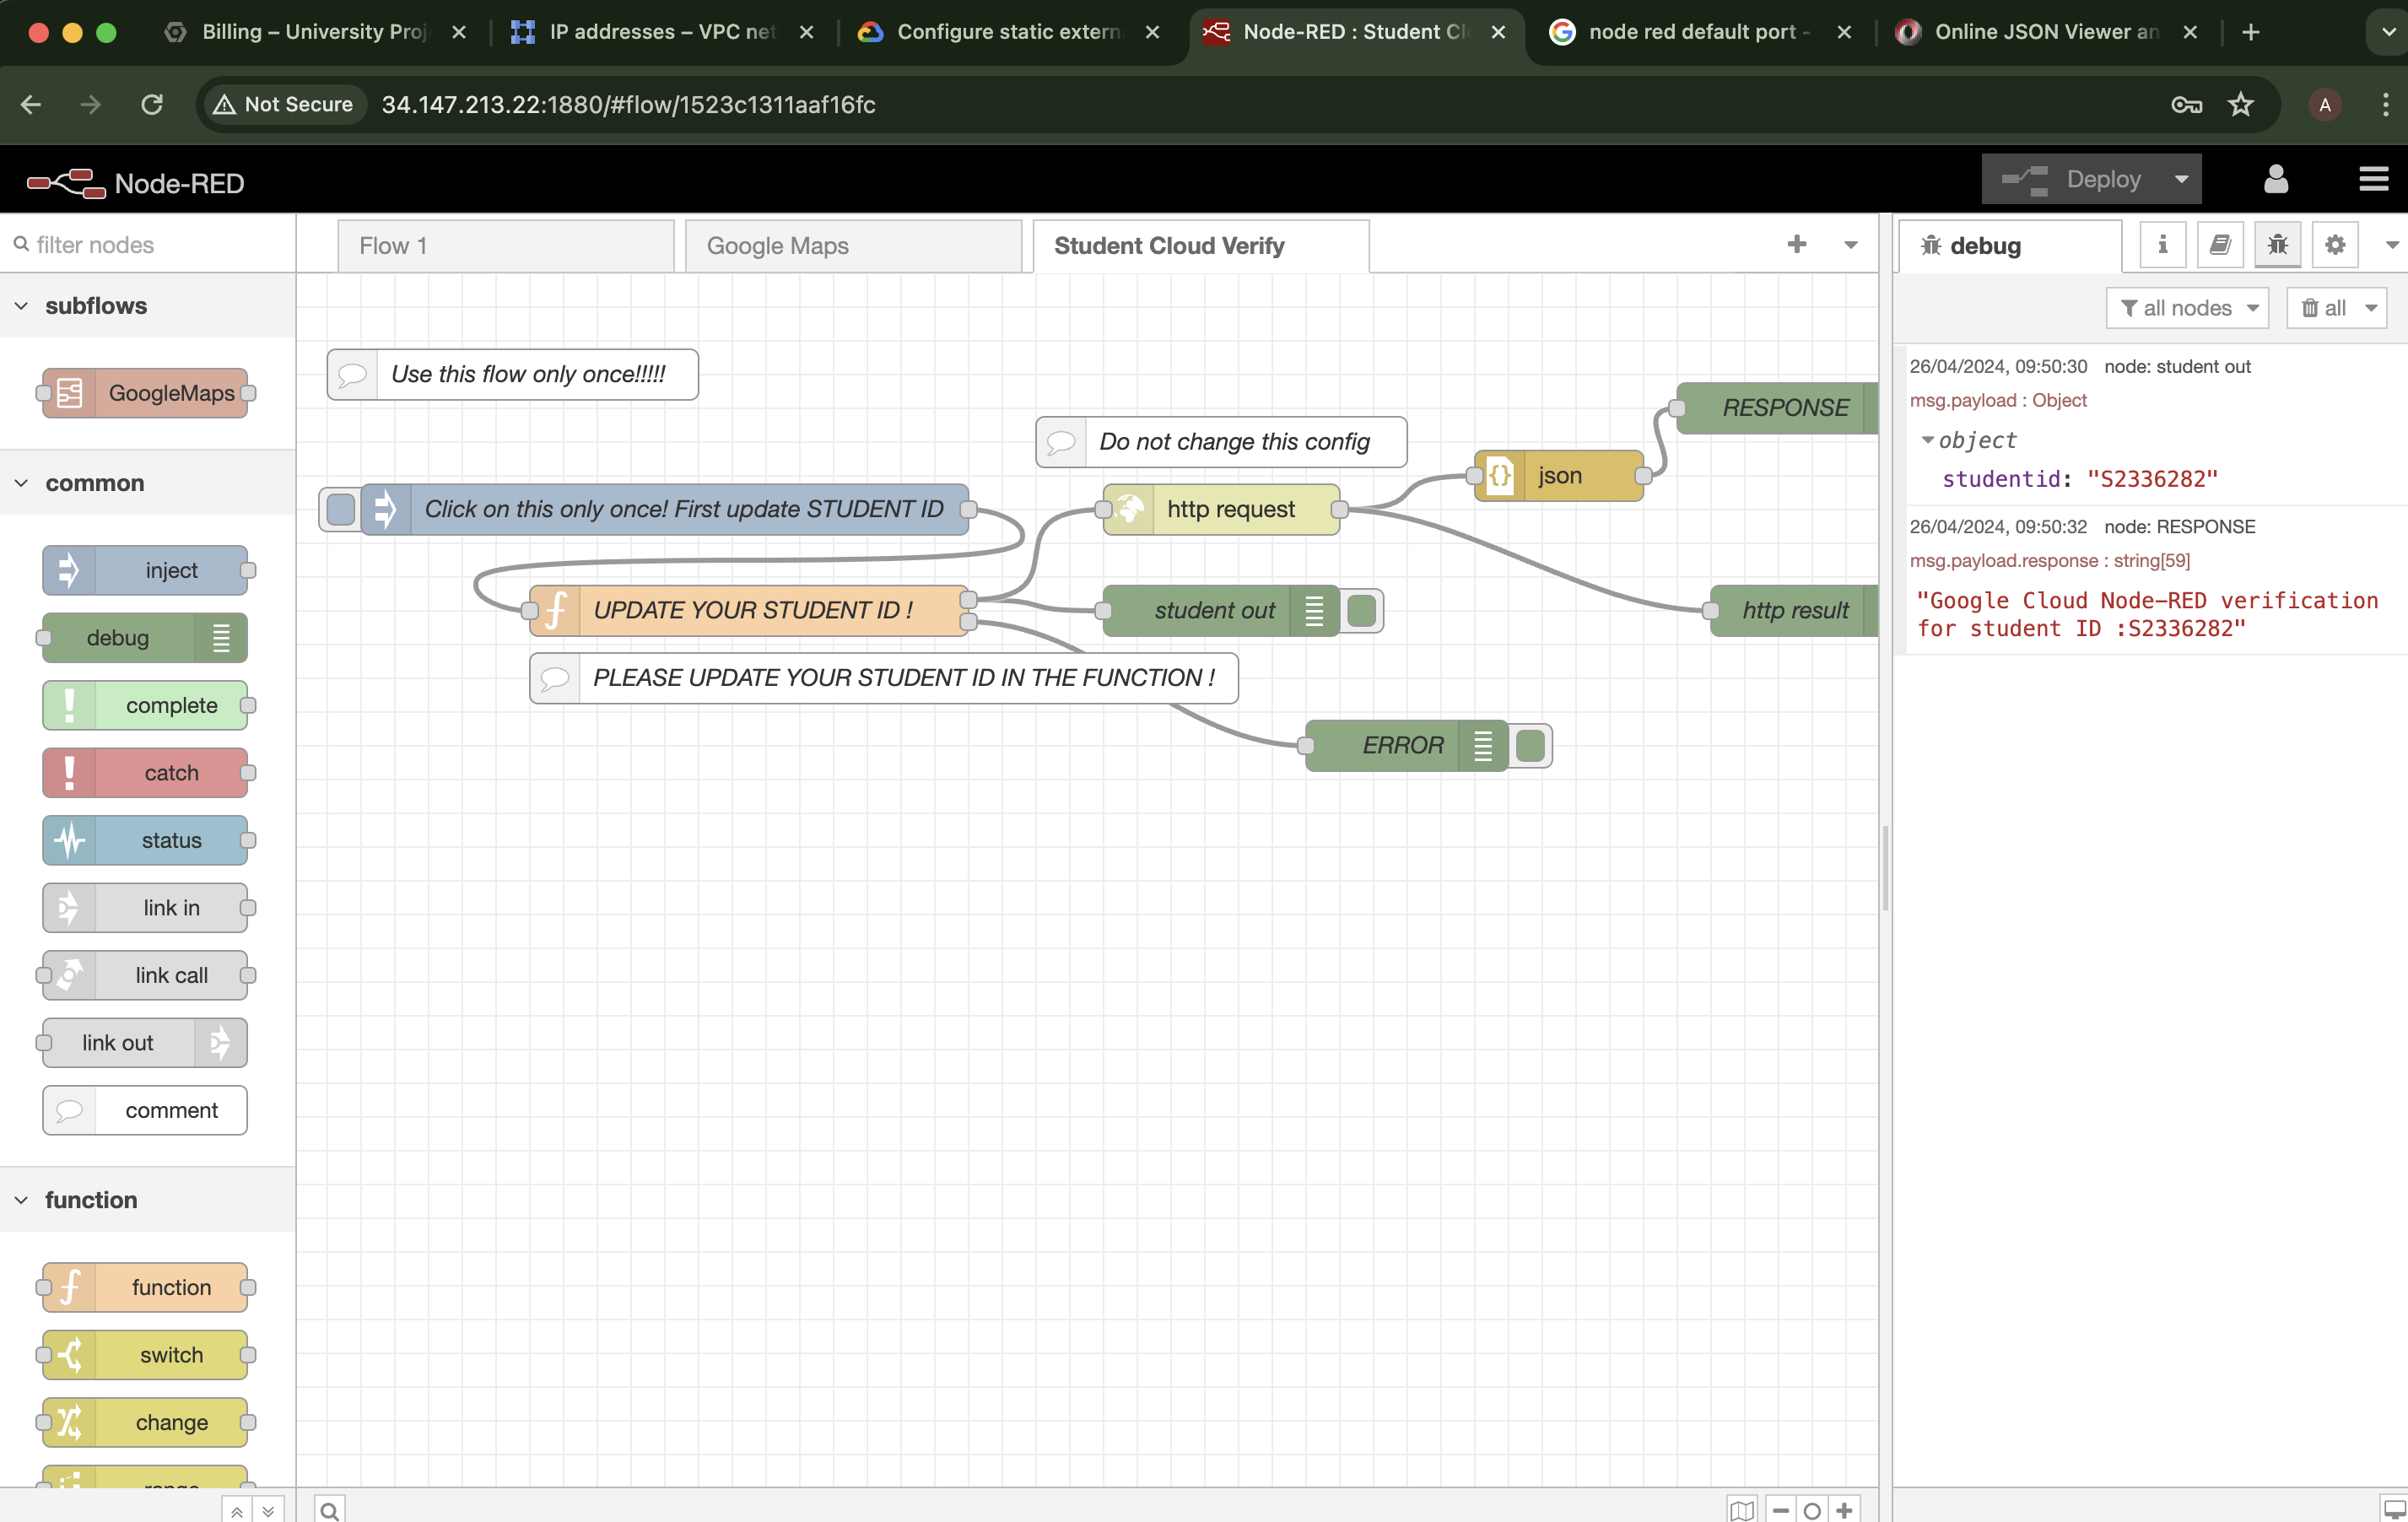 Billing – University Proj
IP addresses – VPC net
Configure static extern
Node-RED : Student Cl
node red default port -
Online JSON Viewer an
Not Secure
34.147.213.22:1880/#flow/1523c1311aaf16fc
A
Node-RED
Deploy
filter nodes
Flow 1
Google Maps
Student Cloud Verify
debug
all nodes
all
subflows
GoogleMaps
common
inject
debug
complete
catch
status
link in
link call
link out
comment
function
function
switch
change
Use this flow only once!!!!!
Do not change this config
RESPONSE
json
Click on this only once! First update STUDENT ID
http request
UPDATE YOUR STUDENT ID !
student out
http result
PLEASE UPDATE YOUR STUDENT ID IN THE FUNCTION !
ERROR
26/04/2024, 09:50:30 node: student out
msg.payload : Object
object
studentid: "S2336282"
26/04/2024, 09:50:32 node: RESPONSE
msg.payload.response : string[59]
"Google Cloud Node-RED verification
for student ID :S2336282"